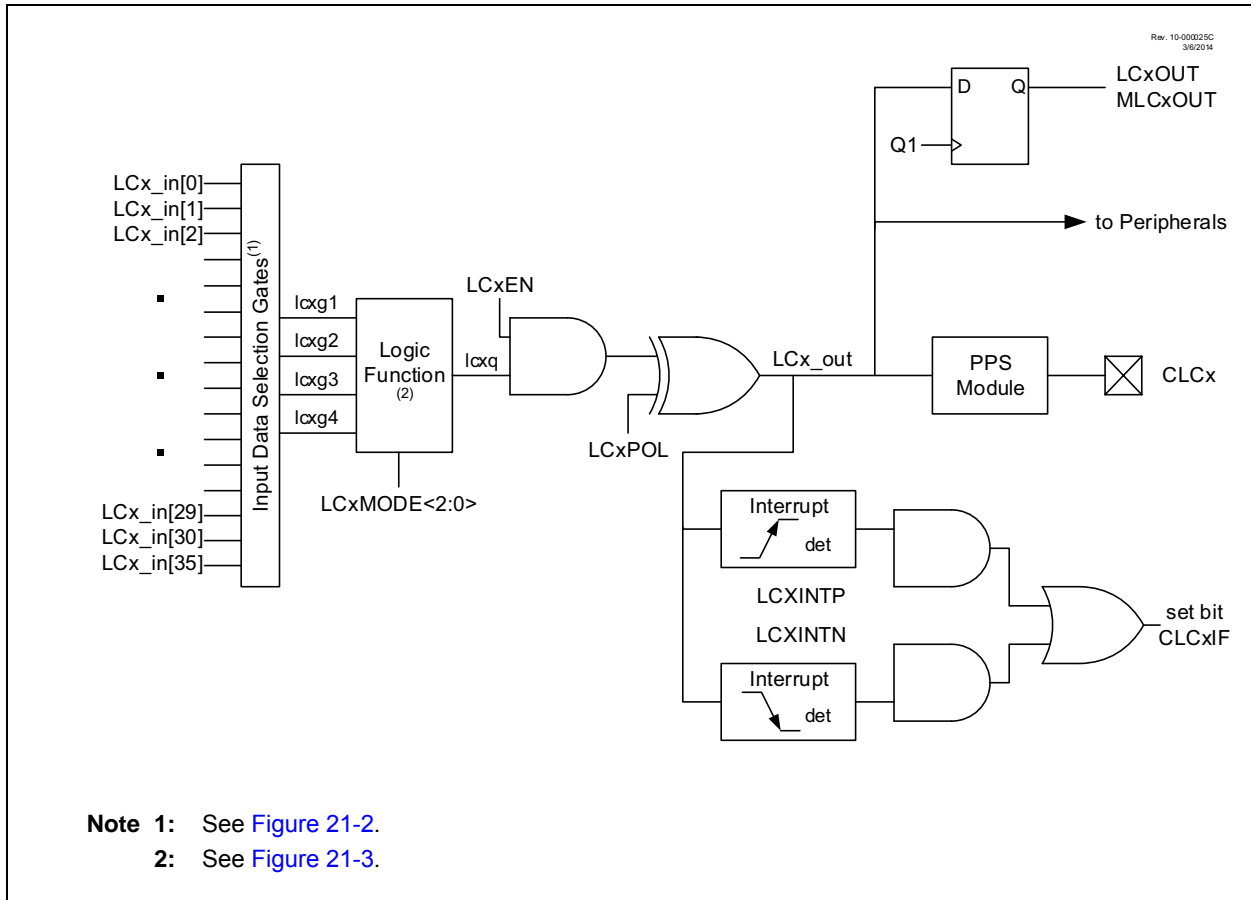 Rev. 10-000025C
3/6/2014
LCxOUT
MLCxOUT
D
Q
Q1
to Peripherals
LCx_in[0]
LCx_in[1]
LCx_in[2]
Input Data Selection Gates(1)
LCx_in[29]
LCx_in[30]
LCx_in[35]
lcxg1
lcxg2
lcxg3
lcxg4
Logic
Function
(2)
LCxMODE<2:0>
lcxq
LCxEN
LCxPOL
LCx_out
PPS
Module
CLCx
Interrupt
det
LCXINTP
LCXINTN
Interrupt
det
set bit
CLCxIF
Note 1: See Figure 21-2.
2: See Figure 21-3.